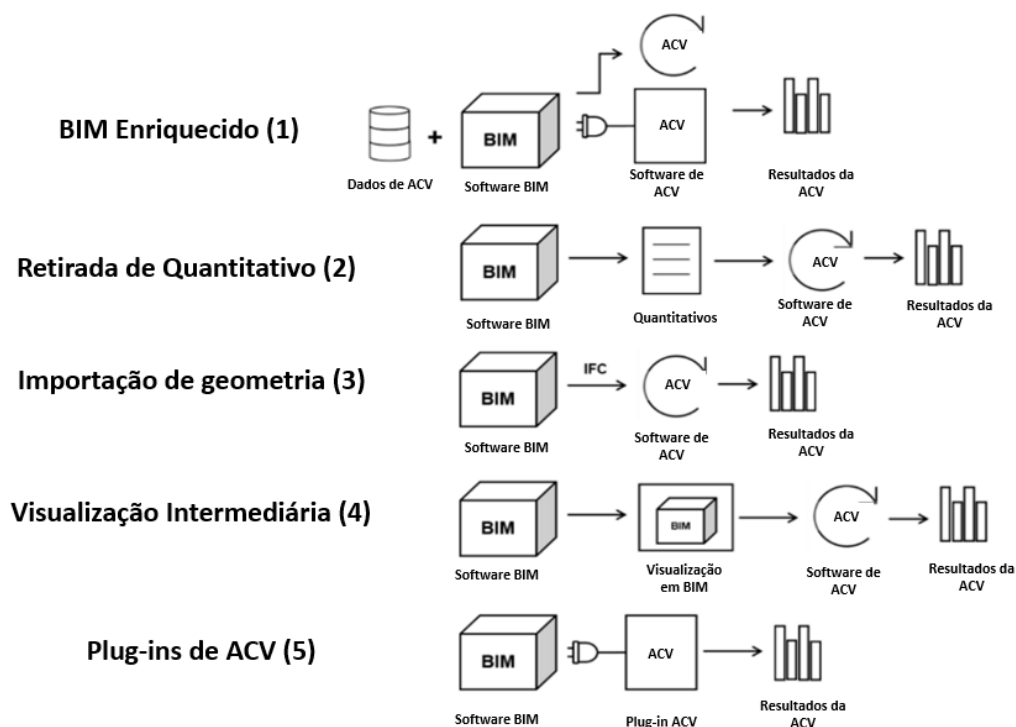 ACV
BIM Enriquecido (1)
+
BIM
ACV
Dados de ACV
Software BIM
Software de
ACV
Resultados da
ACV
Retirada de Quantitativo (2)
BIM
ACV
Software BIM
Quantitativos
Software de
ACV
Resultados da
ACV
Importação de geometria (3)
BIM
IFC
ACV
Software BIM
Software de
ACV
Resultados da
ACV
Visualização Intermediária (4)
BIM
BIM
ACV
Software BIM
Visualização
em BIM
Software de
ACV
Resultados da
ACV
Plug-ins de ACV (5)
BIM
ACV
Software BIM
Plug-in ACV
Resultados da
ACV